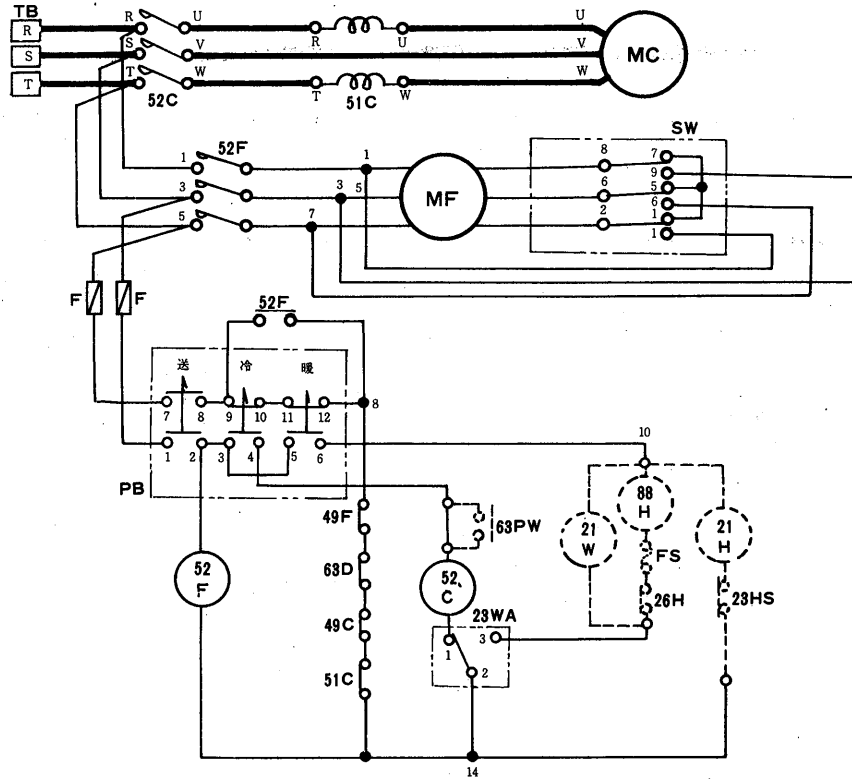 TB
R
R
U
R
U
U
S
S
V
V
MC
T
T
W
T
W
W
52C
51C
52F
SW
1
1
8
7
9
3
3
5
MF
6
5
6
5
7
2
1
1
F
F
52F
送
冷
暖
7
8
9
10
11
12
8
1
2
3
4
5
6
10
PB
49F
63PW
88
H
21
W
21
H
FS
63D
52
F
52
C
26H
23HS
49C
23WA
1
3
2
51C
14